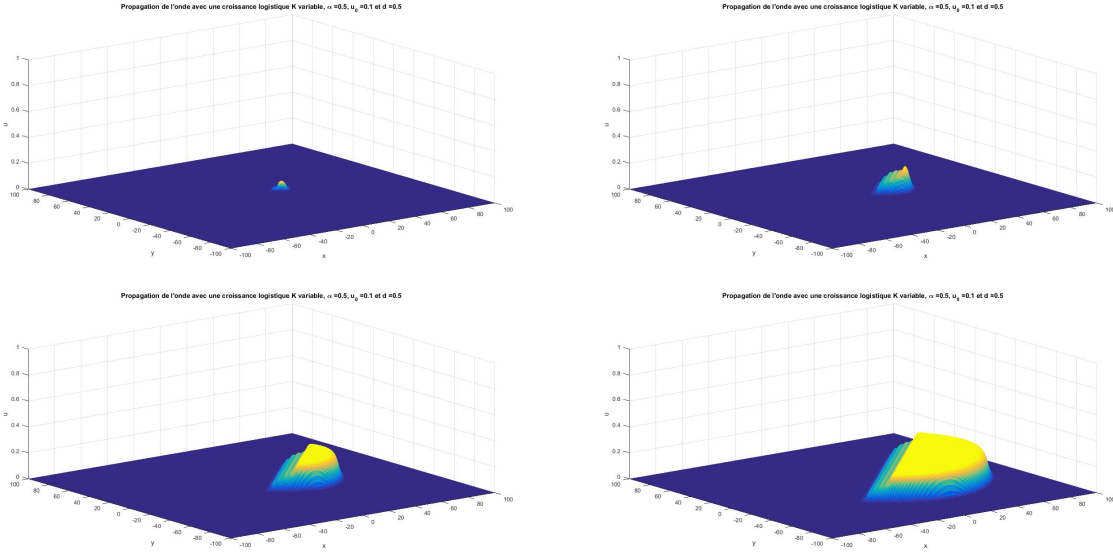 Propagation de l'onde avec une croissance logistique K variable, α =0.5, u₀ =0.1 et d =0.5
1
0.8
0.6
0.4
0.2
0
u
100 80 60 40 20 0 -20 -40 -60 -80 -100
y
-100 -80 -60 -40 -20 0 20 40 60 80 100
x
Propagation de l'onde avec une croissance logistique K variable, α =0.5, u₀ =0.1 et d =0.5
1
0.8
0.6
0.4
0.2
0
u
100 80 60 40 20 0 -20 -40 -60 -80 -100
y
-100 -80 -60 -40 -20 0 20 40 60 80 100
x
Propagation de l'onde avec une croissance logistique K variable, α =0.5, u₀ =0.1 et d =0.5
1
0.8
0.6
0.4
0.2
0
u
100 80 60 40 20 0 -20 -40 -60 -80 -100
y
-100 -80 -60 -40 -20 0 20 40 60 80 100
x
Propagation de l'onde avec une croissance logistique K variable, α =0.5, u₀ =0.1 et d =0.5
1
0.8
0.6
0.4
0.2
0
u
100 80 60 40 20 0 -20 -40 -60 -80 -100
y
-100 -80 -60 -40 -20 0 20 40 60 80 100
x